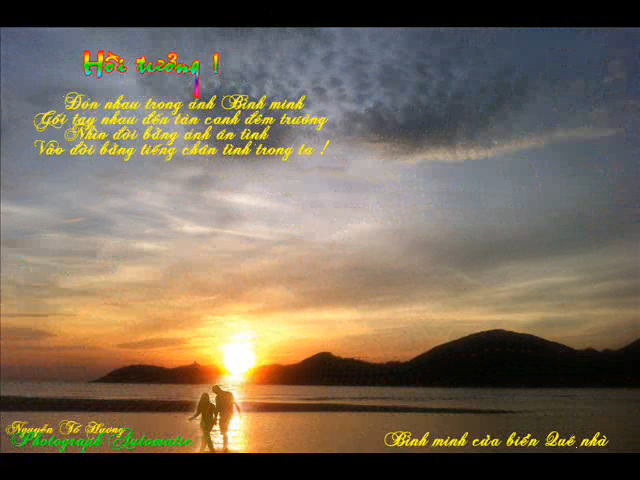 Hồi tưởng !
Đón nhau trong ánh Bình minh
Gối tay nhau đến tàn canh đêm trường
Nhìn đời bằng ánh ân tình
Vào đời bằng tiếng chân tình trong ta !
Nguyễn Tố Hương
Photograph Automatic
Bình minh của biển Quê nhà